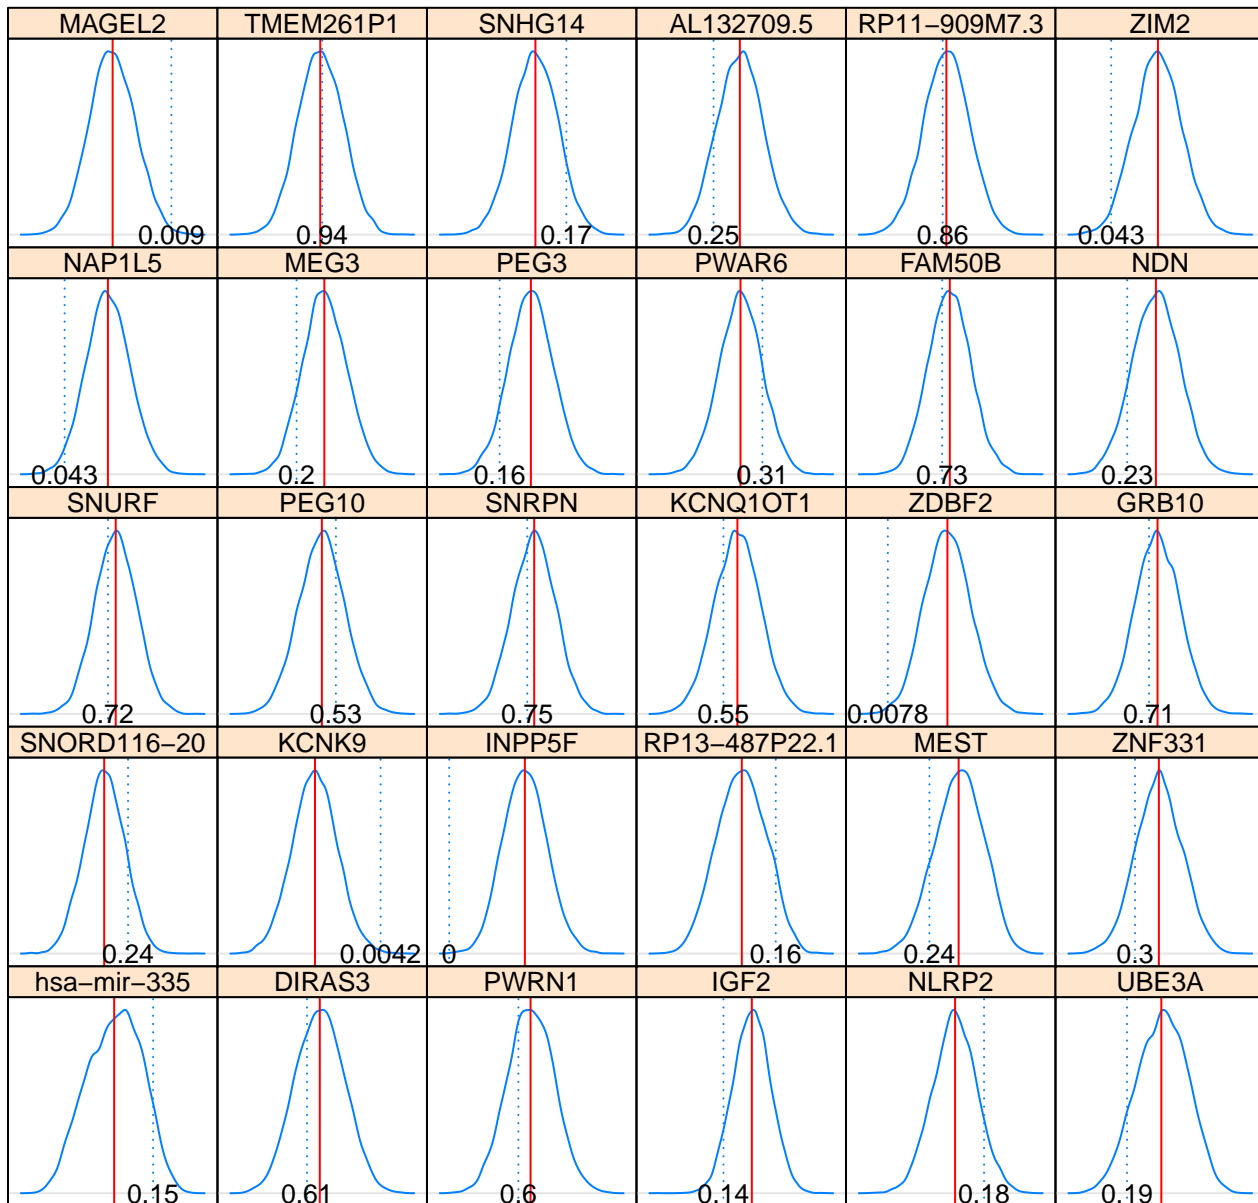 MAGEL2 TMEM261P1 SNHG14 AL132709.5 RP11−909M7.3 ZIM2
0.009 0.94 0.17 0.25 0.86 0.043
NAP1L5 MEG3 PEG3 PWAR6 FAM50B NDN
0.043 0.2 0.16 0.31 0.73 0.23
SNURF PEG10 SNRPN KCNQ1OT1 ZDBF2 GRB10
0.72 0.53 0.75 0.55 0.0078 0.71
SNORD116−20 KCNK9 INPP5F RP13−487P22.1 MEST ZNF331
0.24 0.0042 0 0.16 0.24 0.3
hsa−mir−335 DIRAS3 PWRN1 IGF2 NLRP2 UBE3A
0.15 0.61 0.6 0.14 0.18 0.19